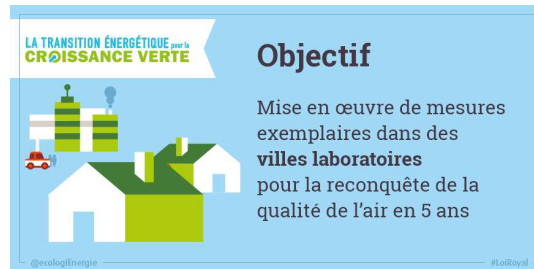 LA TRANSITION ÉNERGÉTIQUE pour la
CROISSANCE VERTE
Objectif
Mise en œuvre de mesures
exemplaires dans des
villes laboratoires
pour la reconquête de la
qualité de l’air en 5 ans
@ecologiEnergie
#LoiRoyal